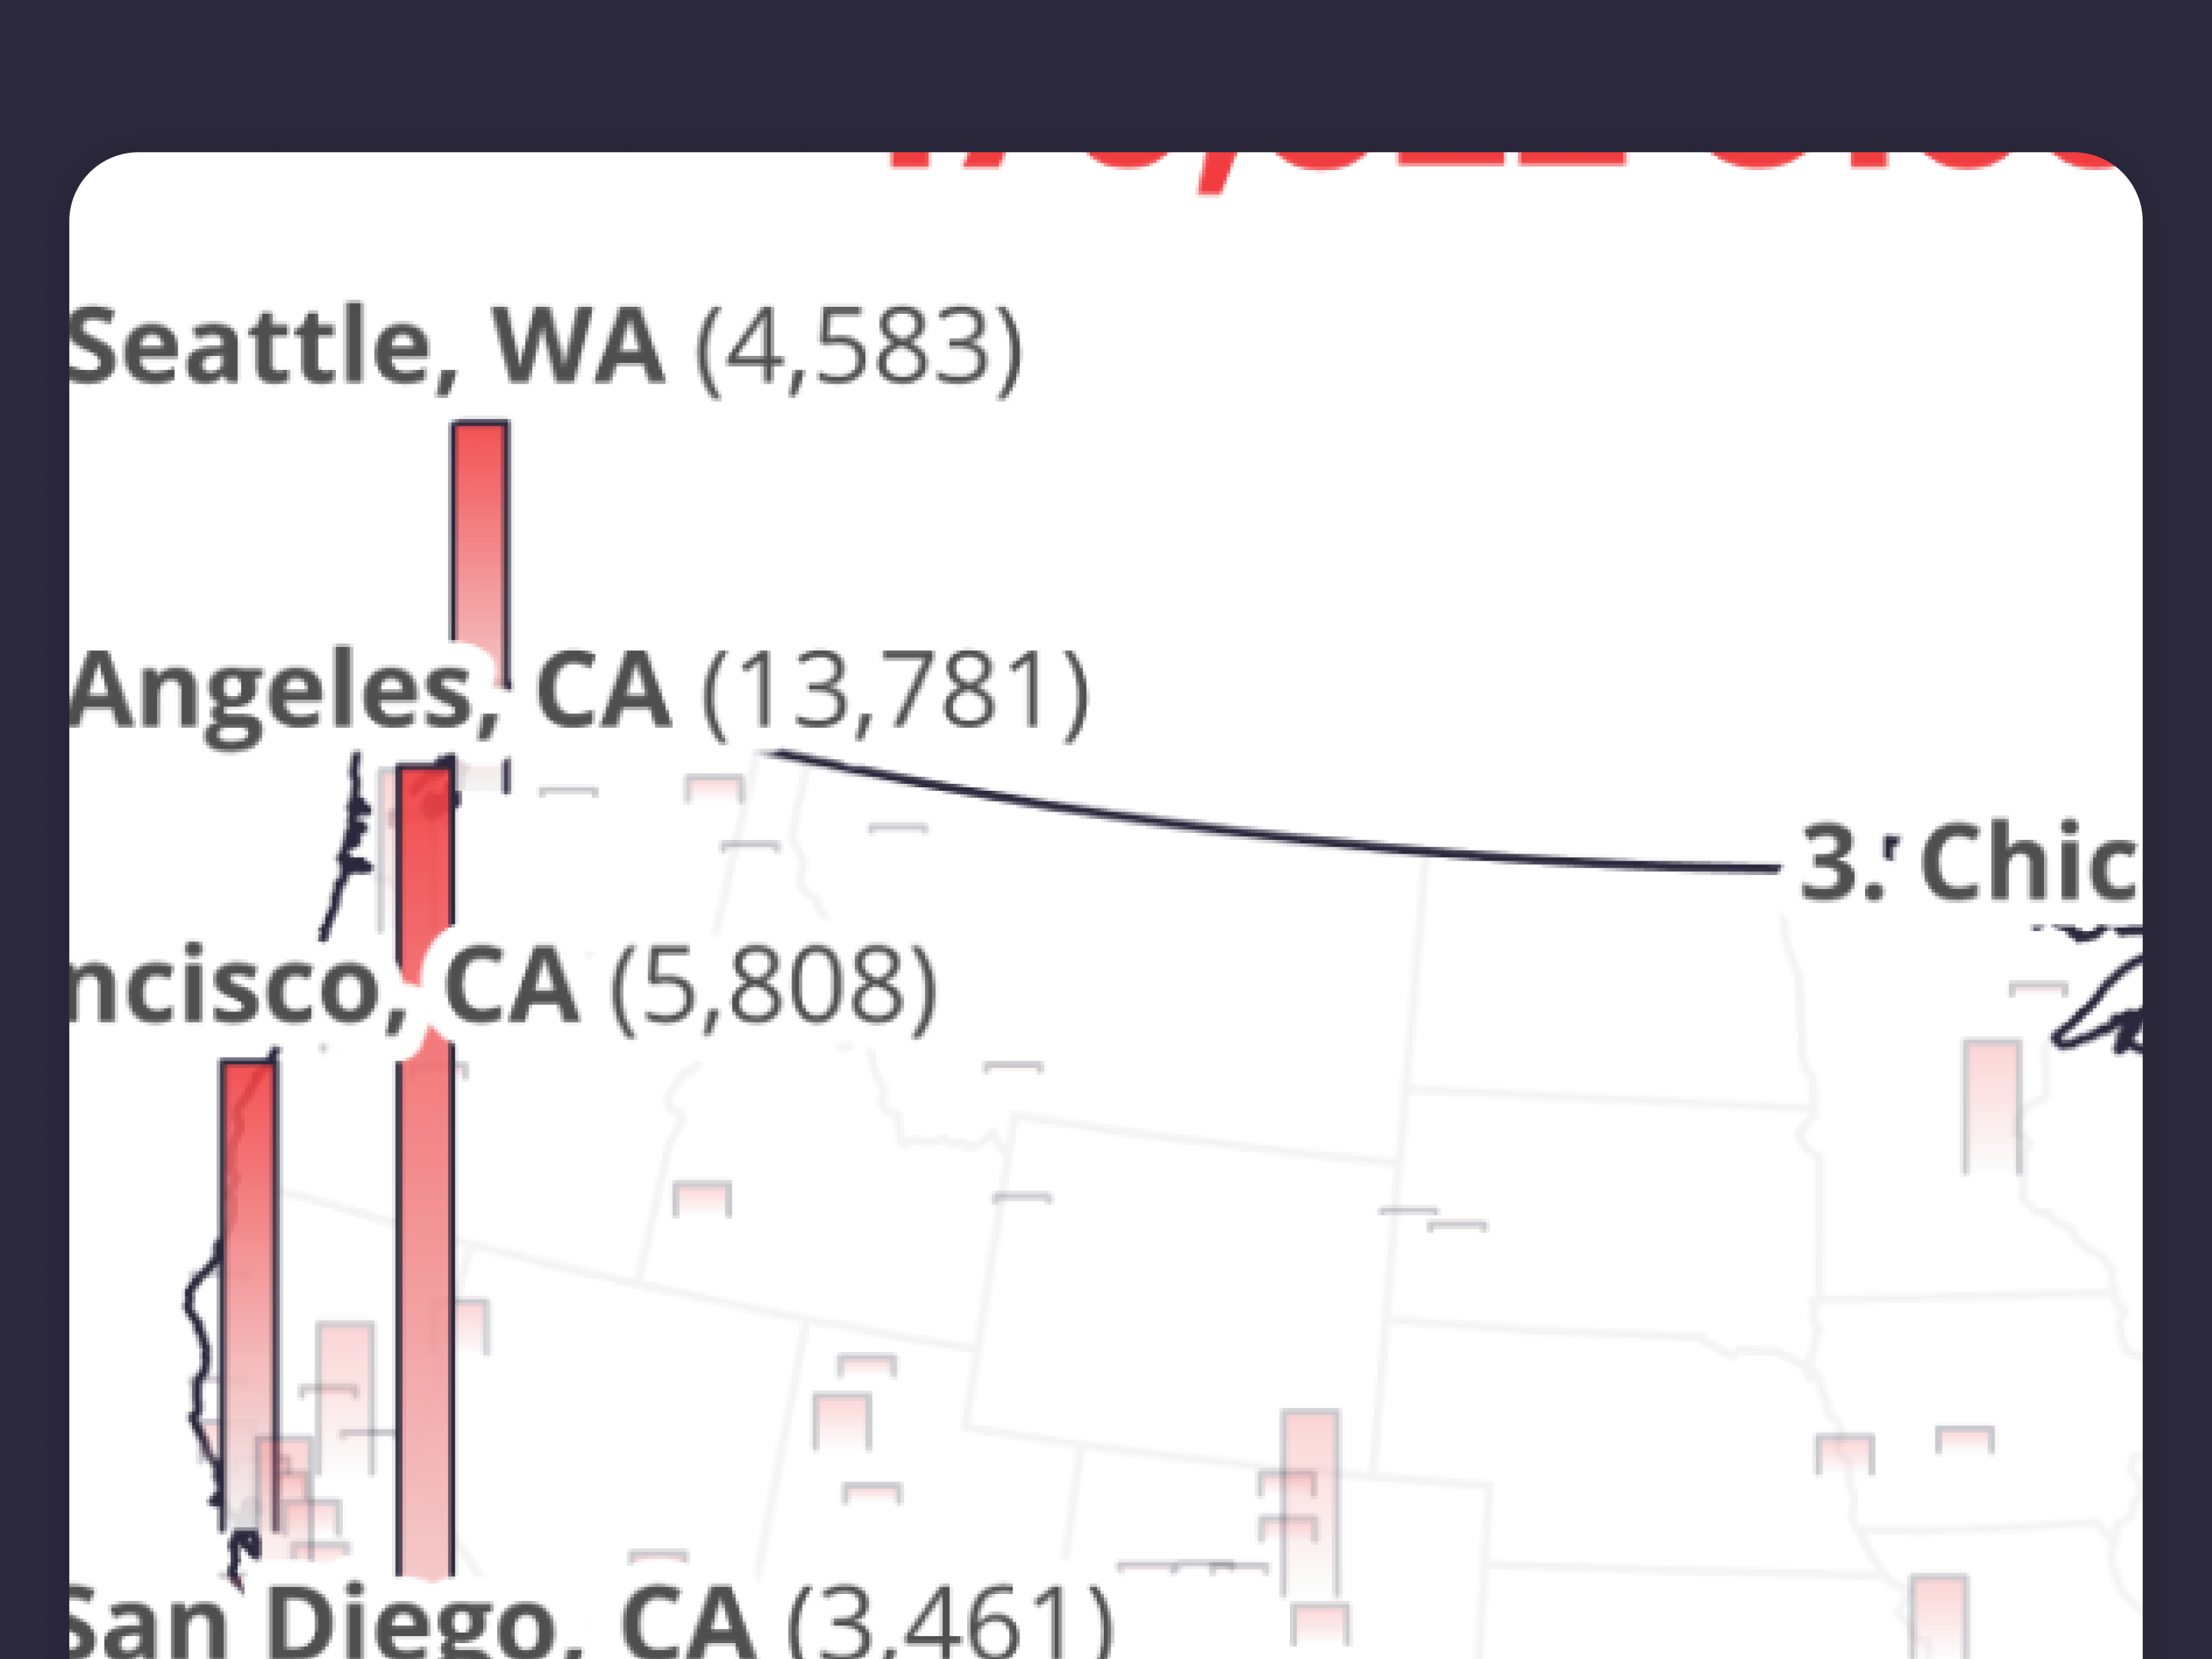 Seattle, WA (4,583)
Angeles, CA (13,781)
3. Chic
ncisco, CA (5,808)
San Diego, CA (3,461)